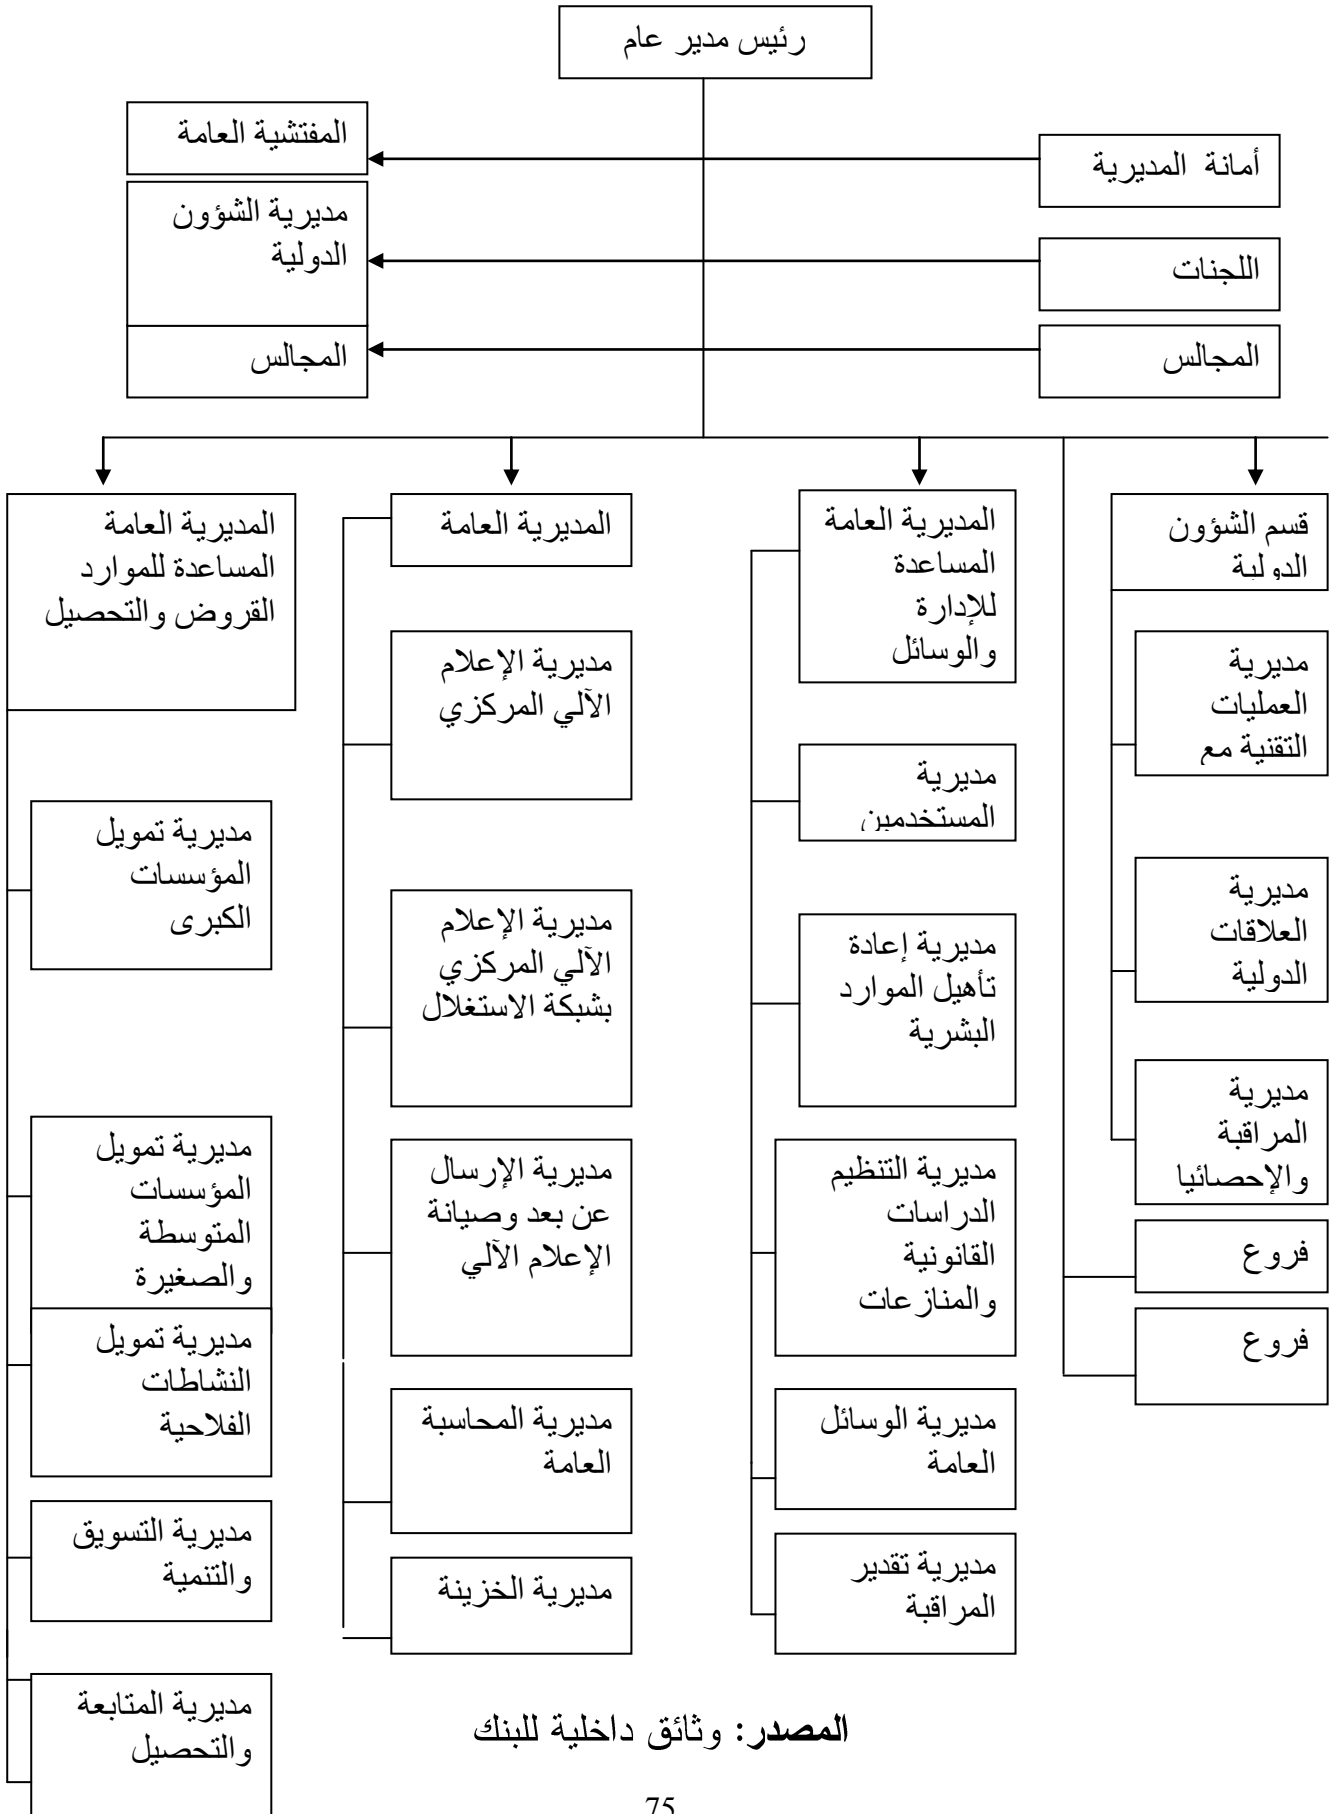 رئيس مدير عام
أمانة المديرية
اللجنات
المجالس
المفتشية العامة
مديرية الشؤون
الدولية
المجالس
قسم الشؤون
الدولية
مديرية
العمليات
التقنية مع
مديرية
العلاقات
الدولية
مديرية
المراقبة
والإحصائيا
فروع
فروع
المديرية العامة
المساعدة
للإدارة
والوسائل
مديرية
المستخدمين
مديرية إعادة
تأهيل الموارد
البشرية
مديرية التنظيم
الدراسات
القانونية
والمنازعات
مديرية الوسائل
العامة
مديرية تقدير
المراقبة
المديرية العامة
مديرية الإعلام
الآلي المركزي
مديرية الإعلام
الآلي المركزي
بشبكة الاستغلال
مديرية الإرسال
عن بعد وصيانة
الإعلام الآلي
مديرية المحاسبة
العامة
مديرية الخزينة
المديرية العامة
المساعدة للموارد
القروض والتحصيل
مديرية تمويل
المؤسسات
الكبرى
مديرية تمويل
المؤسسات
المتوسطة
والصغيرة
مديرية تمويل
النشاطات
الفلاحية
مديرية التسويق
والتنمية
مديرية المتابعة
والتحصيل
المصدر: وثائق داخلية للبنك
75